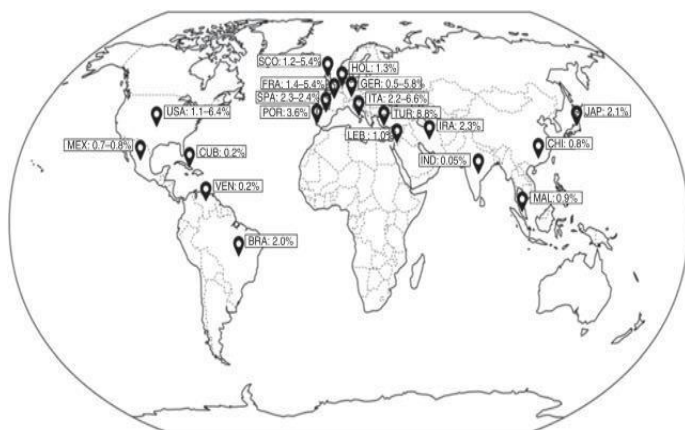 SCO: 1.2–5.4%
HOL: 1.3%
FRA: 1.4–5.4%
GER: 0.5–5.8%
SPA: 2.3–2.4%
ITA: 2.2–6.6%
POR: 3.6%
TUR: 8.8%
USA: 1.1–6.4%
JAP: 2.1%
LEB: 1.0%
IRA: 2.3%
MEX: 0.7–0.8%
CUB: 0.2%
IND: 0.05%
CHI: 0.8%
VEN: 0.2%
MAL: 0.9%
BRA: 2.0%